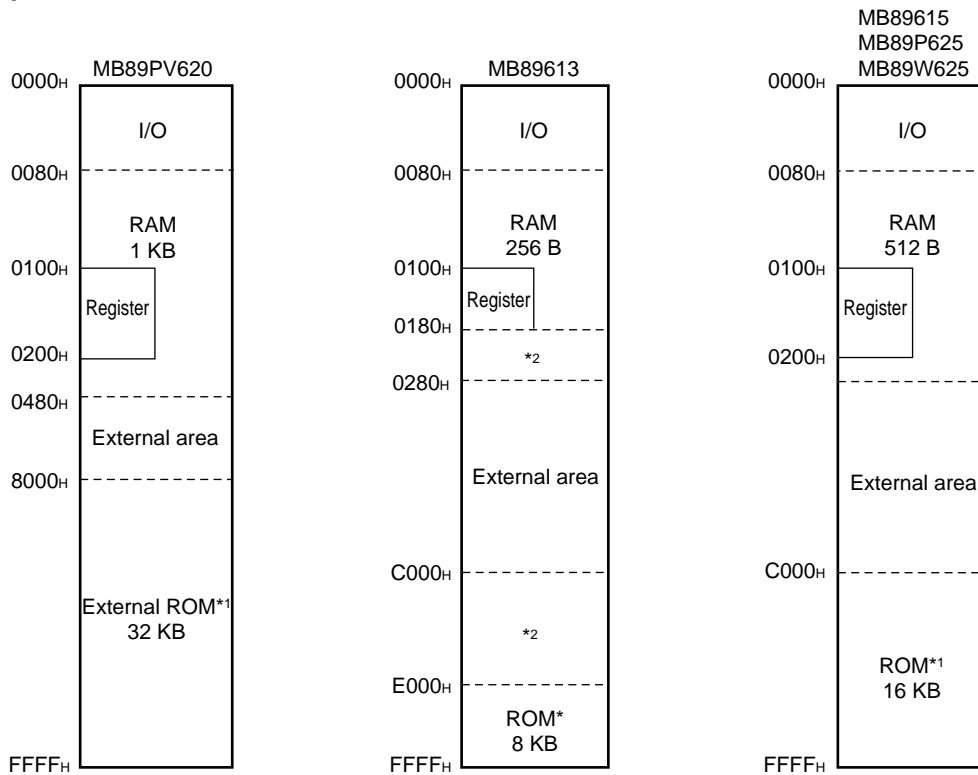 MB89PV620
0000H
I/O
0080H
RAM
1 KB
0100H
Register
0200H
0480H
External area
8000H
External ROM*1
32 KB
FFFFH
MB89613
0000H
I/O
0080H
RAM
256 B
0100H
Register
0180H
*2
0280H
External area
C000H
*2
E000H
ROM*
8 KB
FFFFH
MB89615
MB89P625
MB89W625
0000H
I/O
0080H
RAM
512 B
0100H
Register
0200H
External area
C000H
ROM*1
16 KB
FFFFH